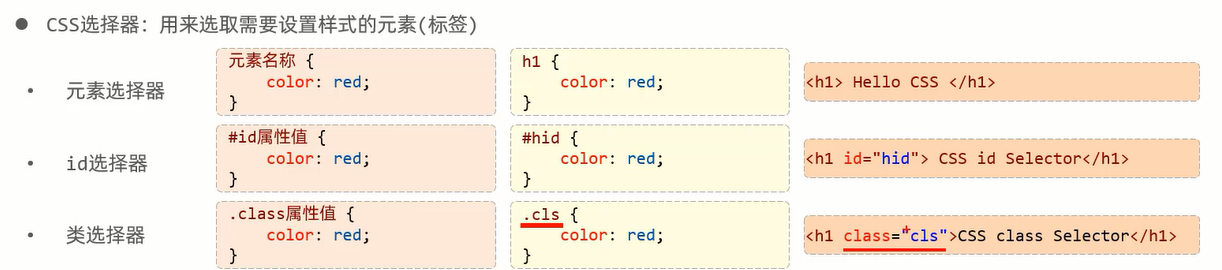 CSS选择器：用来选取需要设置样式的元素(标签)
元素选择器
元素名称 {
color: red;
}
h1 {
color: red;
}
<h1> Hello CSS </h1>
id选择器
#id属性值 {
color: red;
}
#hid {
color: red;
}
<h1 id="hid"> CSS id Selector</h1>
类选择器
.class属性值 {
color: red;
}
.cls {
color: red;
}
<h1 class="cls">CSS class Selector</h1>